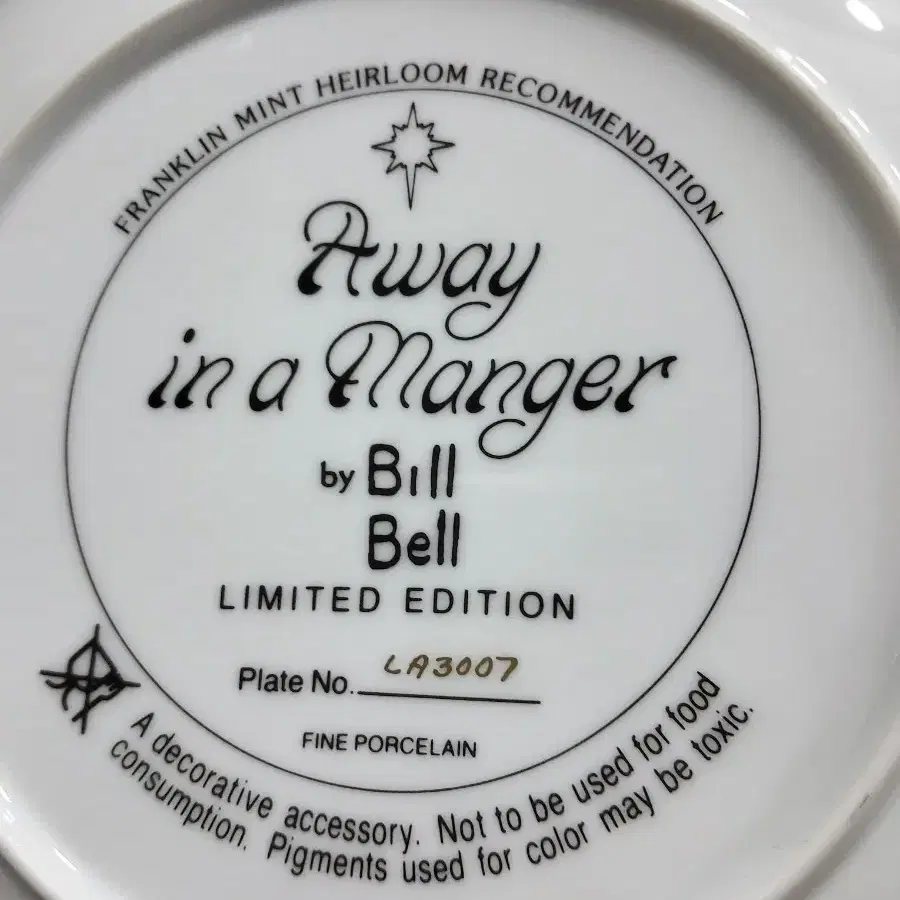 FRANKLIN MINT HEIRLOOM RECOMMENDATION
Away
in a Manger
by Bill
Bell
LIMITED EDITION
Plate No. LA3007
FINE PORCELAIN
A decorative accessory. Not to be used for food
consumption. Pigments used for color may be toxic.